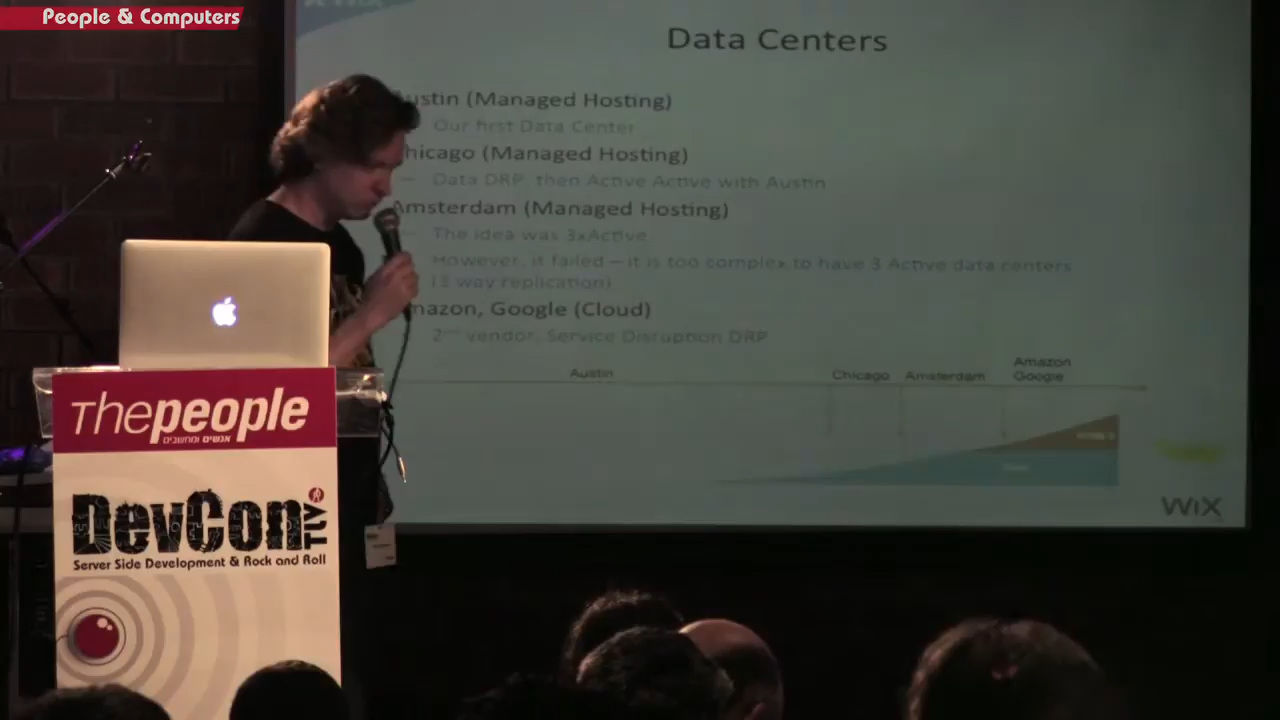 People & Computers
Data Centers
ustin (Managed Hosting)
Our first Data Center
hicago (Managed Hosting)
– Data DRP, then Active Active with Austin
Amsterdam (Managed Hosting)
– The idea was 3xActive
– However, it failed – it is too complex to have 3 Active data centers
(3 way replication)
mazon, Google (Cloud)
2nd vendor, Service Disruption DRP
Austin
Chicago
Amsterdam
Amazon
Google
WiX
Thepeople
אנשים ומחשבים
DevCon TLV
Server Side Development & Rock and Roll